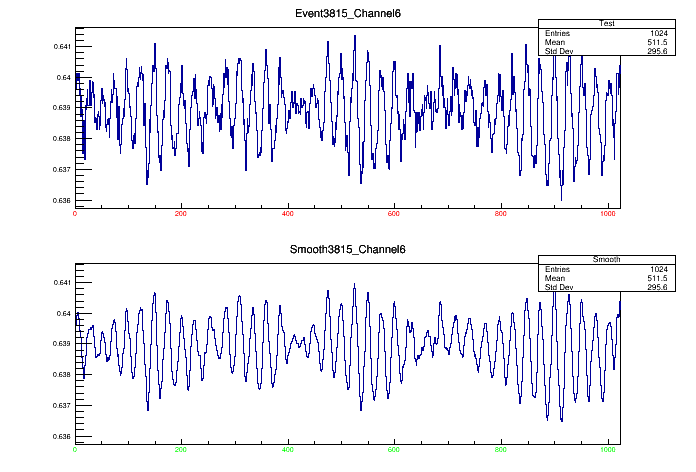 Event3815_Channel6
Test
Entries 1024
Mean 511.5
Std Dev 295.6
0.641
0.64
0.639
0.638
0.637
0.636
0 200 400 600 800 1000
Smooth3815_Channel6
Smooth
Entries 1024
Mean 511.5
Std Dev 295.6
0.641
0.64
0.639
0.638
0.637
0.636
0 200 400 600 800 1000